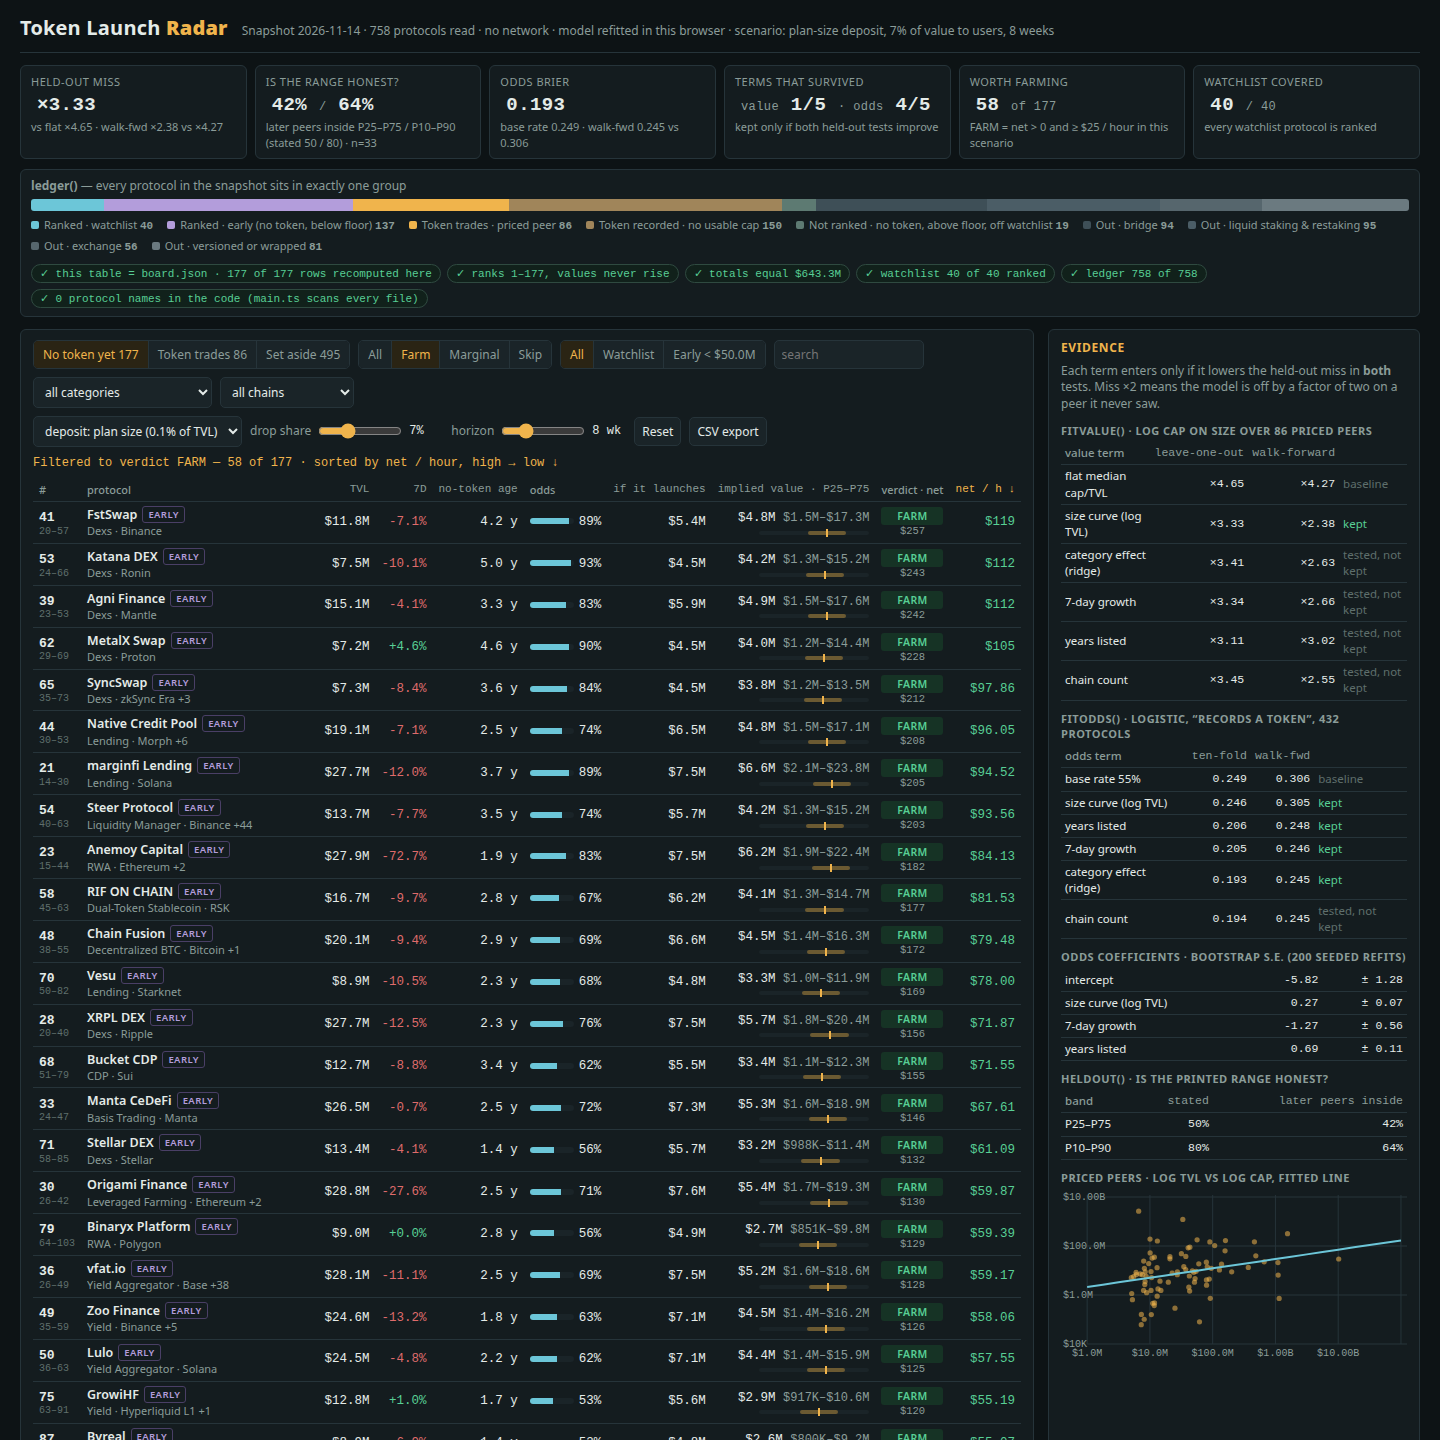 Token Launch Radar Snapshot 2026-11-14 · 758 protocols read · no network · model refitted in this browser · scenario: plan-size deposit, 7% of value to users, 8 weeks
HELD-OUT MISS
×3.33
vs flat ×4.65 · walk-fwd ×2.38 vs ×4.27
IS THE RANGE HONEST?
42% / 64%
later peers inside P25–P75 / P10–P90
(stated 50 / 80) · n=33
ODDS BRIER
0.193
base rate 0.249 · walk-fwd 0.245 vs
0.306
TERMS THAT SURVIVED
value 1/5 · odds 4/5
kept only if both held-out tests improve
WORTH FARMING
58 of 177
FARM = net > 0 and ≥ $25 / hour in this
scenario
WATCHLIST COVERED
40 / 40
every watchlist protocol is ranked
ledger() — every protocol in the snapshot sits in exactly one group
Ranked · watchlist 40 Ranked · early (no token, below floor) 137 Token trades · priced peer 86 Token recorded · no usable cap 150 Not ranked · no token, above floor, off watchlist 19 Out · bridge 94 Out · liquid staking & restaking 95
Out · exchange 56 Out · versioned or wrapped 81
✓ this table = board.json · 177 of 177 rows recomputed here ✓ ranks 1–177, values never rise ✓ totals equal $643.3M ✓ watchlist 40 of 40 ranked ✓ ledger 758 of 758
✓ 0 protocol names in the code (main.ts scans every file)
No token yet 177 Token trades 86 Set aside 495 All Farm Marginal Skip All Watchlist Early < $50.0M search
all categories all chains
deposit: plan size (0.1% of TVL) drop share 7% horizon 8 wk Reset CSV export
Filtered to verdict FARM — 58 of 177 · sorted by net / hour, high → low ↓
# protocol TVL 7D no-token age odds if it launches implied value · P25–P75 verdict · net net / h ↓
41 FstSwap EARLY $11.8M -7.1% 4.2 y 89% $5.4M $4.8M $1.5M–$17.3M FARM $119
20–57 Dexs · Binance $257
53 Katana DEX EARLY $7.5M -10.1% 5.0 y 93% $4.5M $4.2M $1.3M–$15.2M FARM $112
24–66 Dexs · Ronin $243
39 Agni Finance EARLY $15.1M -4.1% 3.3 y 83% $5.9M $4.9M $1.5M–$17.6M FARM $112
23–53 Dexs · Mantle $242
62 MetalX Swap EARLY $7.2M +4.6% 4.6 y 90% $4.5M $4.0M $1.2M–$14.4M FARM $105
29–69 Dexs · Proton $228
65 SyncSwap EARLY $7.3M -8.4% 3.6 y 84% $4.5M $3.8M $1.2M–$13.5M FARM $97.86
35–73 Dexs · zkSync Era +3 $212
44 Native Credit Pool EARLY $19.1M -7.1% 2.5 y 74% $6.5M $4.8M $1.5M–$17.1M FARM $96.05
30–53 Lending · Morph +6 $208
21 marginfi Lending EARLY $27.7M -12.0% 3.7 y 89% $7.5M $6.6M $2.1M–$23.8M FARM $94.52
14–30 Lending · Solana $205
54 Steer Protocol EARLY $13.7M -7.7% 3.5 y 74% $5.7M $4.2M $1.3M–$15.2M FARM $93.56
40–63 Liquidity Manager · Binance +44 $203
23 Anemoy Capital EARLY $27.9M -72.7% 1.9 y 83% $7.5M $6.2M $1.9M–$22.4M FARM $84.13
15–44 RWA · Ethereum +2 $182
58 RIF ON CHAIN EARLY $16.7M -9.7% 2.8 y 67% $6.2M $4.1M $1.3M–$14.7M FARM $81.53
45–63 Dual-Token Stablecoin · RSK $177
48 Chain Fusion EARLY $20.1M -9.4% 2.9 y 69% $6.6M $4.5M $1.4M–$16.3M FARM $79.48
38–55 Decentralized BTC · Bitcoin +1 $172
70 Vesu EARLY $8.9M -10.5% 2.3 y 68% $4.8M $3.3M $1.0M–$11.9M FARM $78.00
50–82 Lending · Starknet $169
28 XRPL DEX EARLY $27.7M -12.5% 2.3 y 76% $7.5M $5.7M $1.8M–$20.4M FARM $71.87
20–40 Dexs · Ripple $156
68 Bucket CDP EARLY $12.7M -8.8% 3.4 y 62% $5.5M $3.4M $1.1M–$12.3M FARM $71.55
51–79 CDP · Sui $155
33 Manta CeDeFi EARLY $26.5M -0.7% 2.5 y 72% $7.3M $5.3M $1.6M–$18.9M FARM $67.61
24–47 Basis Trading · Manta $146
71 Stellar DEX EARLY $13.4M -4.1% 1.4 y 56% $5.7M $3.2M $988K–$11.4M FARM $61.09
58–85 Dexs · Stellar $132
30 Origami Finance EARLY $28.8M -27.6% 2.5 y 71% $7.6M $5.4M $1.7M–$19.3M FARM $59.87
26–42 Leveraged Farming · Ethereum +2 $130
79 Binaryx Platform EARLY $9.0M +0.0% 2.8 y 56% $4.9M $2.7M $851K–$9.8M FARM $59.39
64–103 RWA · Polygon $129
36 vfat.io EARLY $28.1M -11.1% 2.5 y 69% $7.5M $5.2M $1.6M–$18.6M FARM $59.17
26–49 Yield Aggregator · Base +38 $128
49 Zoo Finance EARLY $24.6M -13.2% 1.8 y 63% $7.1M $4.5M $1.4M–$16.2M FARM $58.06
35–59 Yield · Binance +5 $126
50 Lulo EARLY $24.5M -4.8% 2.2 y 62% $7.1M $4.4M $1.4M–$15.9M FARM $57.55
36–63 Yield Aggregator · Solana $125
75 GrowiHF EARLY $12.8M +1.0% 1.7 y 53% $5.6M $2.9M $917K–$10.6M FARM $55.19
63–91 Yield · Hyperliquid L1 +1 $120
EVIDENCE
Each term enters only if it lowers the held-out miss in both
tests. Miss ×2 means the model is off by a factor of two on a
peer it never saw.
FITVALUE() · LOG CAP ON SIZE OVER 86 PRICED PEERS
value term leave-one-out walk-forward
flat median cap/TVL ×4.65 ×4.27 baseline
size curve (log TVL) ×3.33 ×2.38 kept
category effect (ridge) ×3.41 ×2.63 tested, not kept
7-day growth ×3.34 ×2.66 tested, not kept
years listed ×3.11 ×3.02 tested, not kept
chain count ×3.45 ×2.55 tested, not kept
FITODDS() · LOGISTIC, “RECORDS A TOKEN”, 432
PROTOCOLS
odds term ten-fold walk-fwd
base rate 55% 0.249 0.306 baseline
size curve (log TVL) 0.246 0.305 kept
years listed 0.206 0.248 kept
7-day growth 0.205 0.246 kept
category effect (ridge) 0.193 0.245 kept
chain count 0.194 0.245 tested, not kept
ODDS COEFFICIENTS · BOOTSTRAP S.E. (200 SEEDED REFITS)
intercept -5.82 ± 1.28
size curve (log TVL) 0.27 ± 0.07
7-day growth -1.27 ± 0.56
years listed 0.69 ± 0.11
HELDOUT() · IS THE PRINTED RANGE HONEST?
band stated later peers inside
P25–P75 50% 42%
P10–P90 80% 64%
PRICED PEERS · LOG TVL VS LOG CAP, FITTED LINE
$10.00B
$100.0M
$1.0M
$10K
$1.0M $10.0M $100.0M $1.00B $10.00B